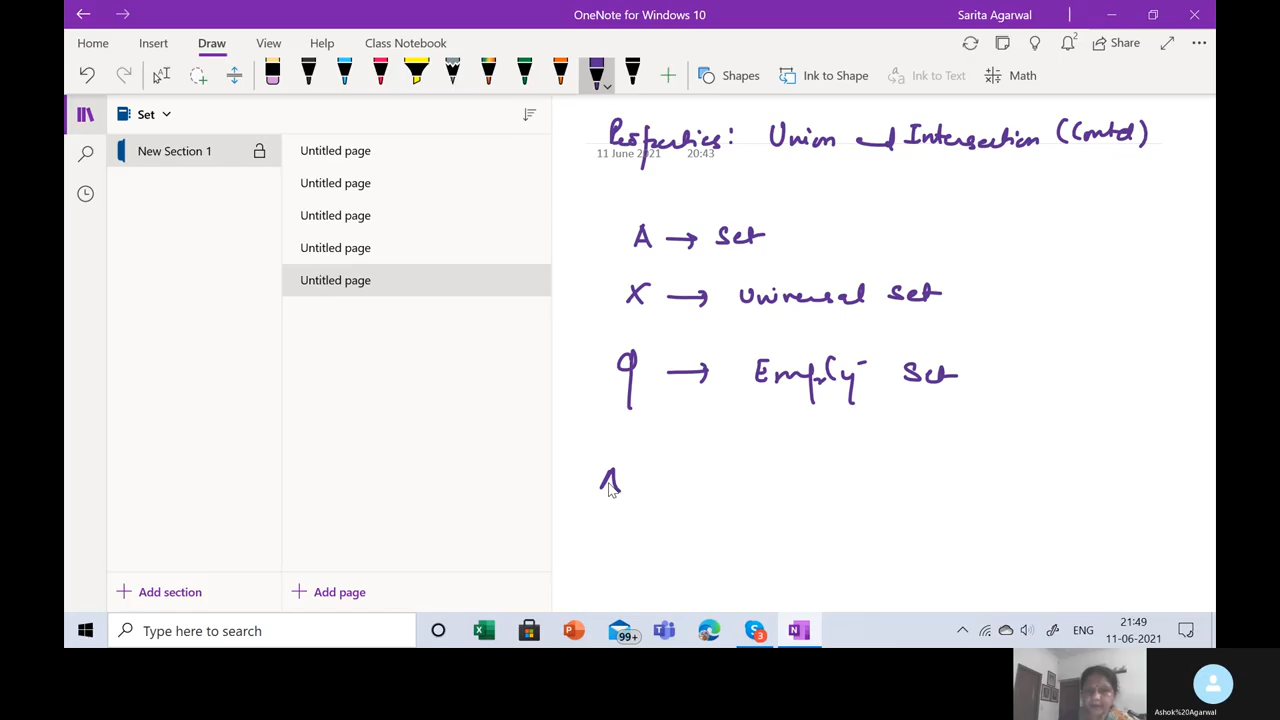 OneNote for Windows 10
Sarita Agarwal
Home Insert Draw View Help Class Notebook
2 Share
Shapes Ink to Shape Ink to Text Math
Set
New Section 1
Untitled page
Untitled page
Untitled page
Untitled page
Untitled page
Add section
Add page
Properties: Union and Intersection (Contd)
11 June 2021 20:43
A → Set
X → Universal Set
φ → Empty Set
A
Type here to search
99+
3
ENG
21:49
11-06-2021
Ashok%20Agarwal